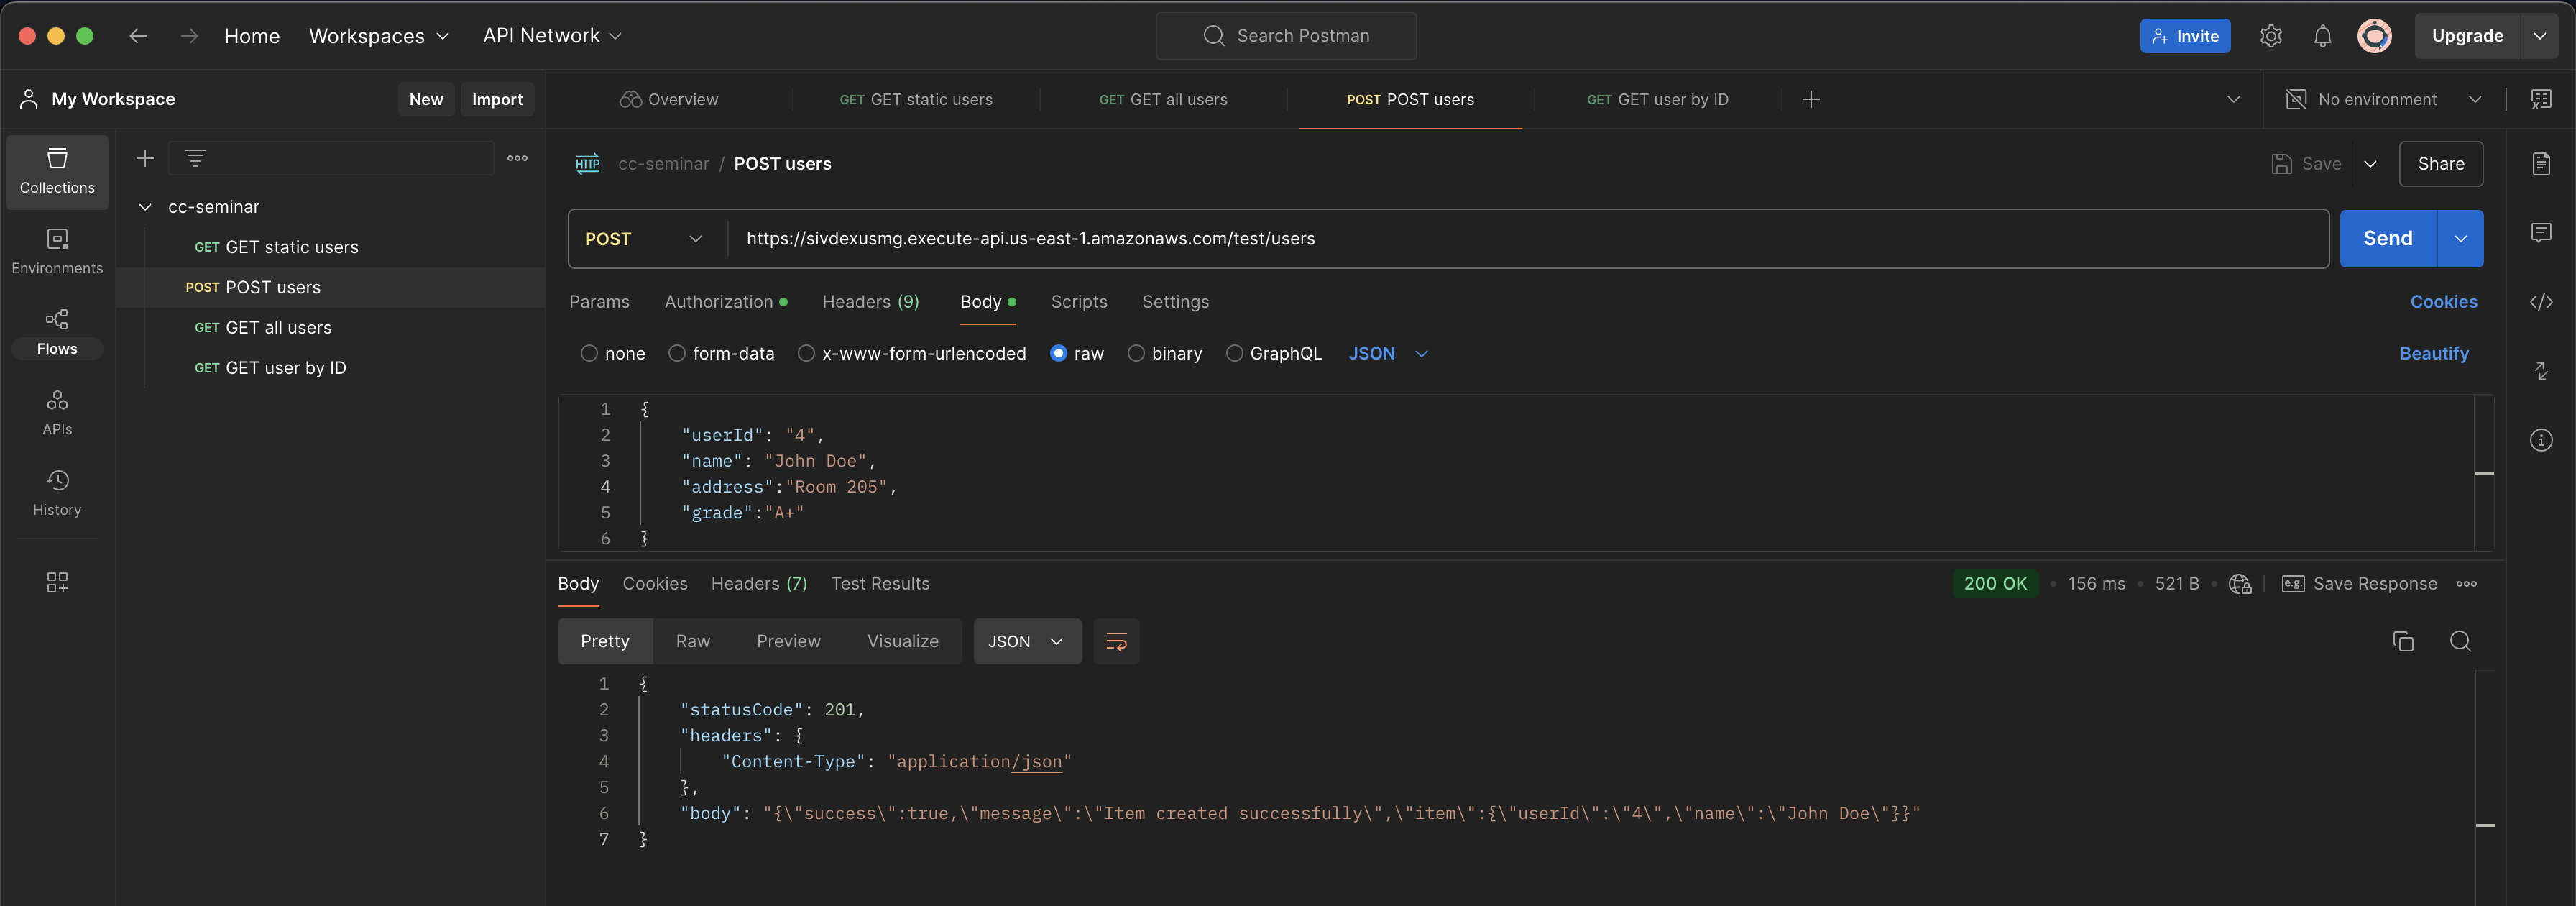 Home Workspaces API Network Search Postman Invite Upgrade
My Workspace New Import Overview GET GET static users GET GET all users POST POST users GET GET user by ID No environment
Collections
Environments
Flows
APIs
History
cc-seminar
GET GET static users
POST POST users
GET GET all users
GET GET user by ID
HTTP cc-seminar / POST users Save Share
POST https://sivdexusmg.execute-api.us-east-1.amazonaws.com/test/users Send
Params Authorization Headers (9) Body Scripts Settings Cookies
none form-data x-www-form-urlencoded raw binary GraphQL JSON Beautify
1 {
2 "userId": "4",
3 "name": "John Doe",
4 "address":"Room 205",
5 "grade":"A+"
6 }
Body Cookies Headers (7) Test Results 200 OK • 156 ms • 521 B • e.g. Save Response
Pretty Raw Preview Visualize JSON
1 {
2 "statusCode": 201,
3 "headers": {
4 "Content-Type": "application/json"
5 },
6 "body": "{\"success\":true,\"message\":\"Item created successfully\",\"item\":{\"userId\":\"4\",\"name\":\"John Doe\"}}"
7 }